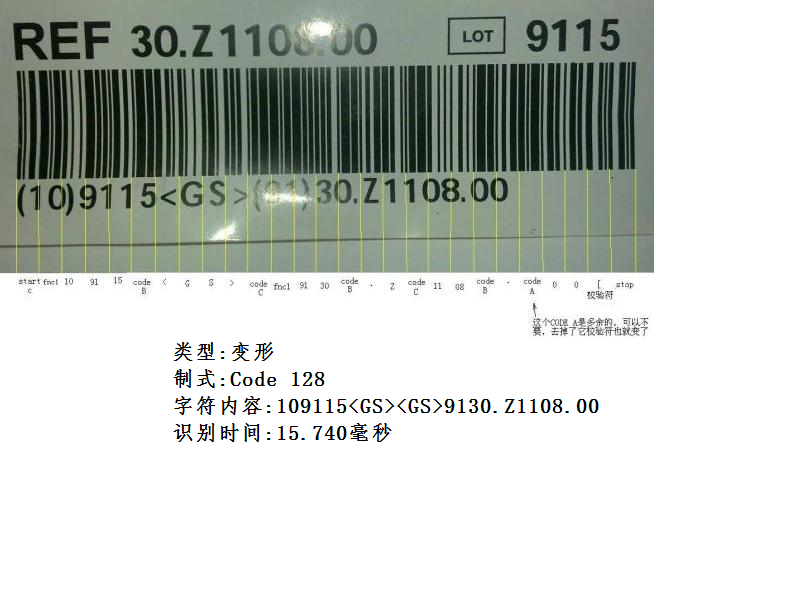 REF 30.Z1108.00 LOT 9115
(10)9115<GS>(91)30.Z1108.00
start c fnc1 10 91 15 code B < G S > code C fnc1 91 30 code B . Z code C 11 08 code B . code A 0 0 [ stop
校验符
这个CODE A是多余的,可以不
要,去掉了它校验符也就变了
类型:变形
制式:Code 128
字符内容:109115<GS><GS>9130.Z1108.00
识别时间:15.740毫秒